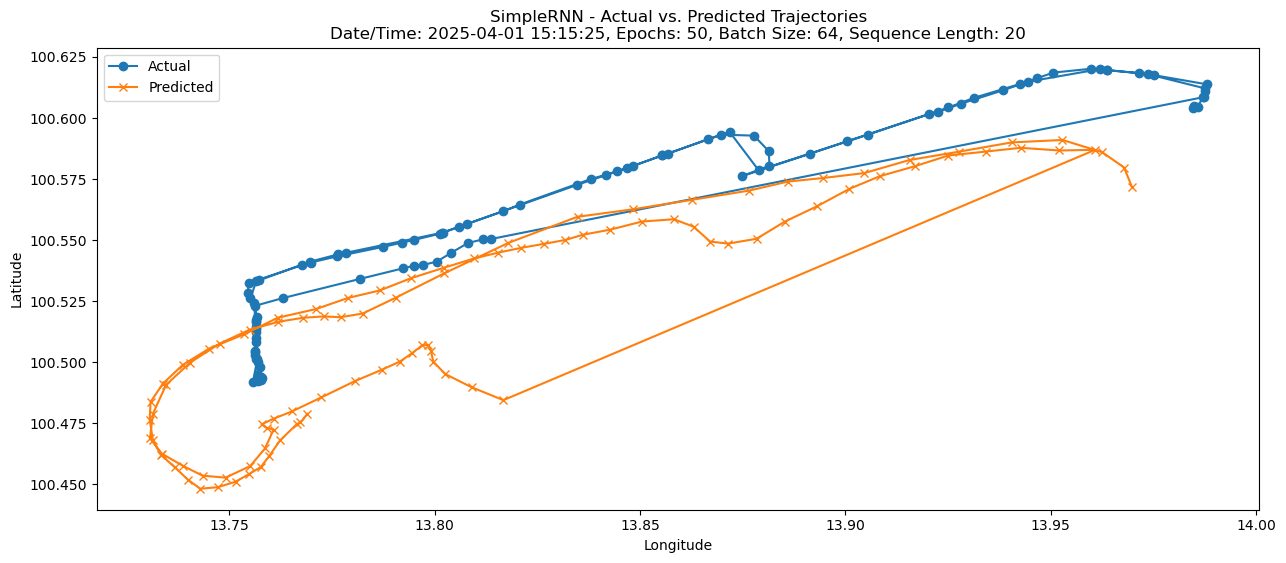 SimpleRNN - Actual vs. Predicted Trajectories
Date/Time: 2025-04-01 15:15:25, Epochs: 50, Batch Size: 64, Sequence Length: 20
Actual
Predicted
Latitude
100.625
100.600
100.575
100.550
100.525
100.500
100.475
100.450
13.75
13.80
13.85
13.90
13.95
14.00
Longitude